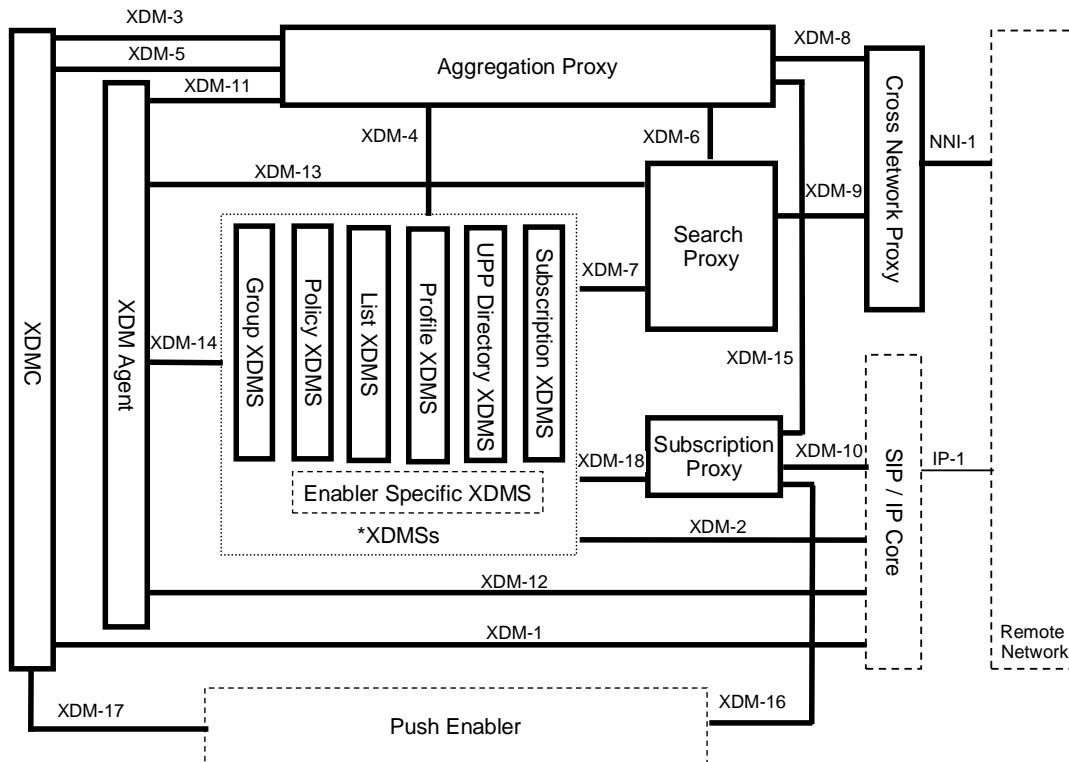 XDM-3
XDM-5
XDM-8
Aggregation Proxy
XDM-11
XDM-4
XDM-6
Cross Network Proxy
NNI-1
XDM-13
XDM-9
Search
Proxy
XDM-7
XDMC
XDM Agent
XDM-14
Group XDMS
Policy XDMS
List XDMS
Profile XDMS
UPP Directory XDMS
Subscription XDMS
XDM-15
Subscription
Proxy
XDM-18
XDM-10
SIP / IP Core
IP-1
Enabler Specific XDMS
*XDMSs
XDM-2
XDM-12
XDM-1
Remote
Network
XDM-17
Push Enabler
XDM-16